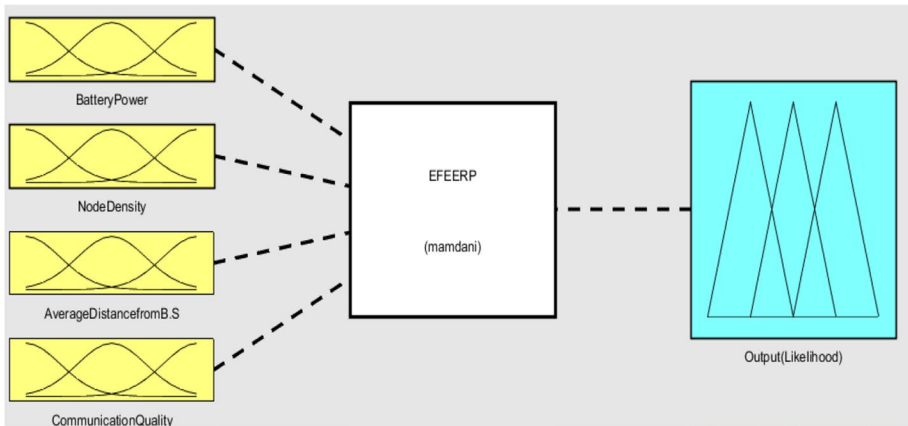 BatteryPower
NodeDensity
AverageDistancefromB.S
CommunicationQuality
EFEERP
(mamdani)
Output(Likelihood)